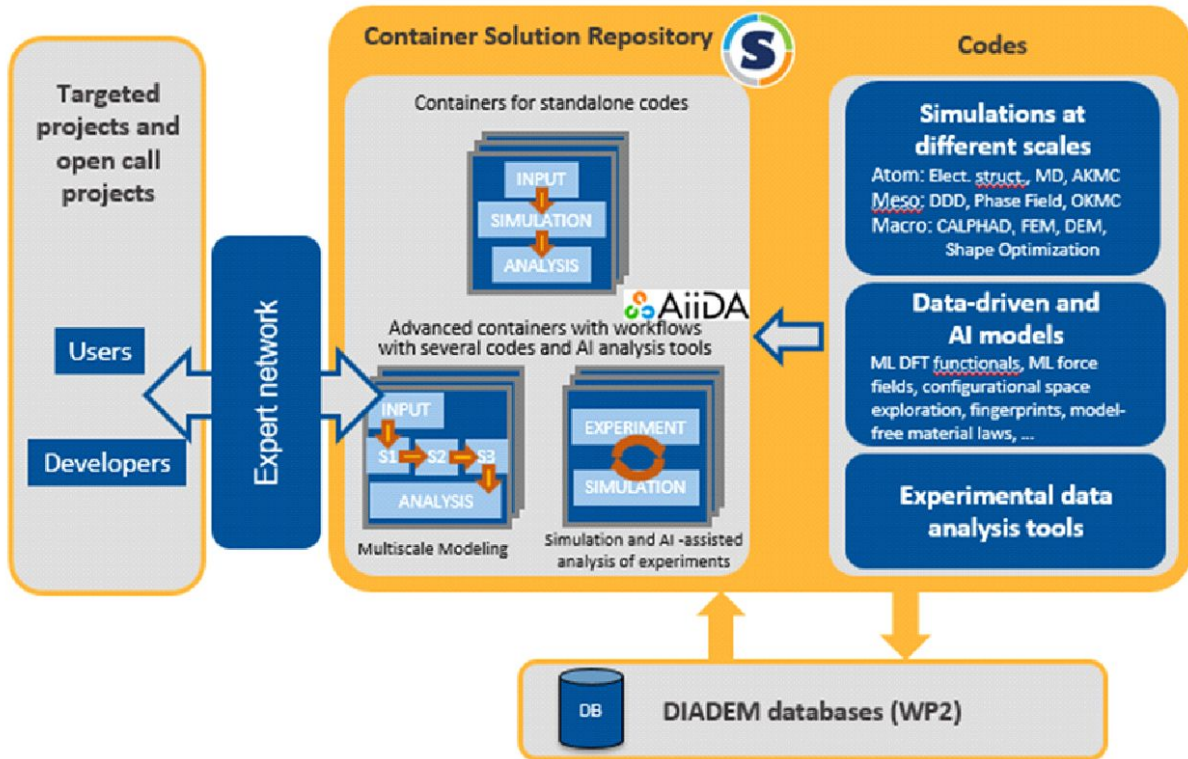 Targeted
projects and
open call
projects
Users
Developers
Expert network
Container Solution Repository
S
Containers for standalone codes
INPUT
SIMULATION
ANALYSIS
AiiDA
Advanced containers with workflows
with several codes and AI analysis tools
INPUT
S1
S2
S3
ANALYSIS
Multiscale Modeling
EXPERIMENT
SIMULATION
Simulation and AI -assisted
analysis of experiments
Codes
Simulations at
different scales
Atom: Elect. struct., MD, AKMC
Meso: DDD, Phase Field, OKMC
Macro: CALPHAD, FEM, DEM,
Shape Optimization
Data-driven and
AI models
ML DFT functionals, ML force
fields, configurational space
exploration, fingerprints, model-
free material laws, ...
Experimental data
analysis tools
DB
DIADEM databases (WP2)